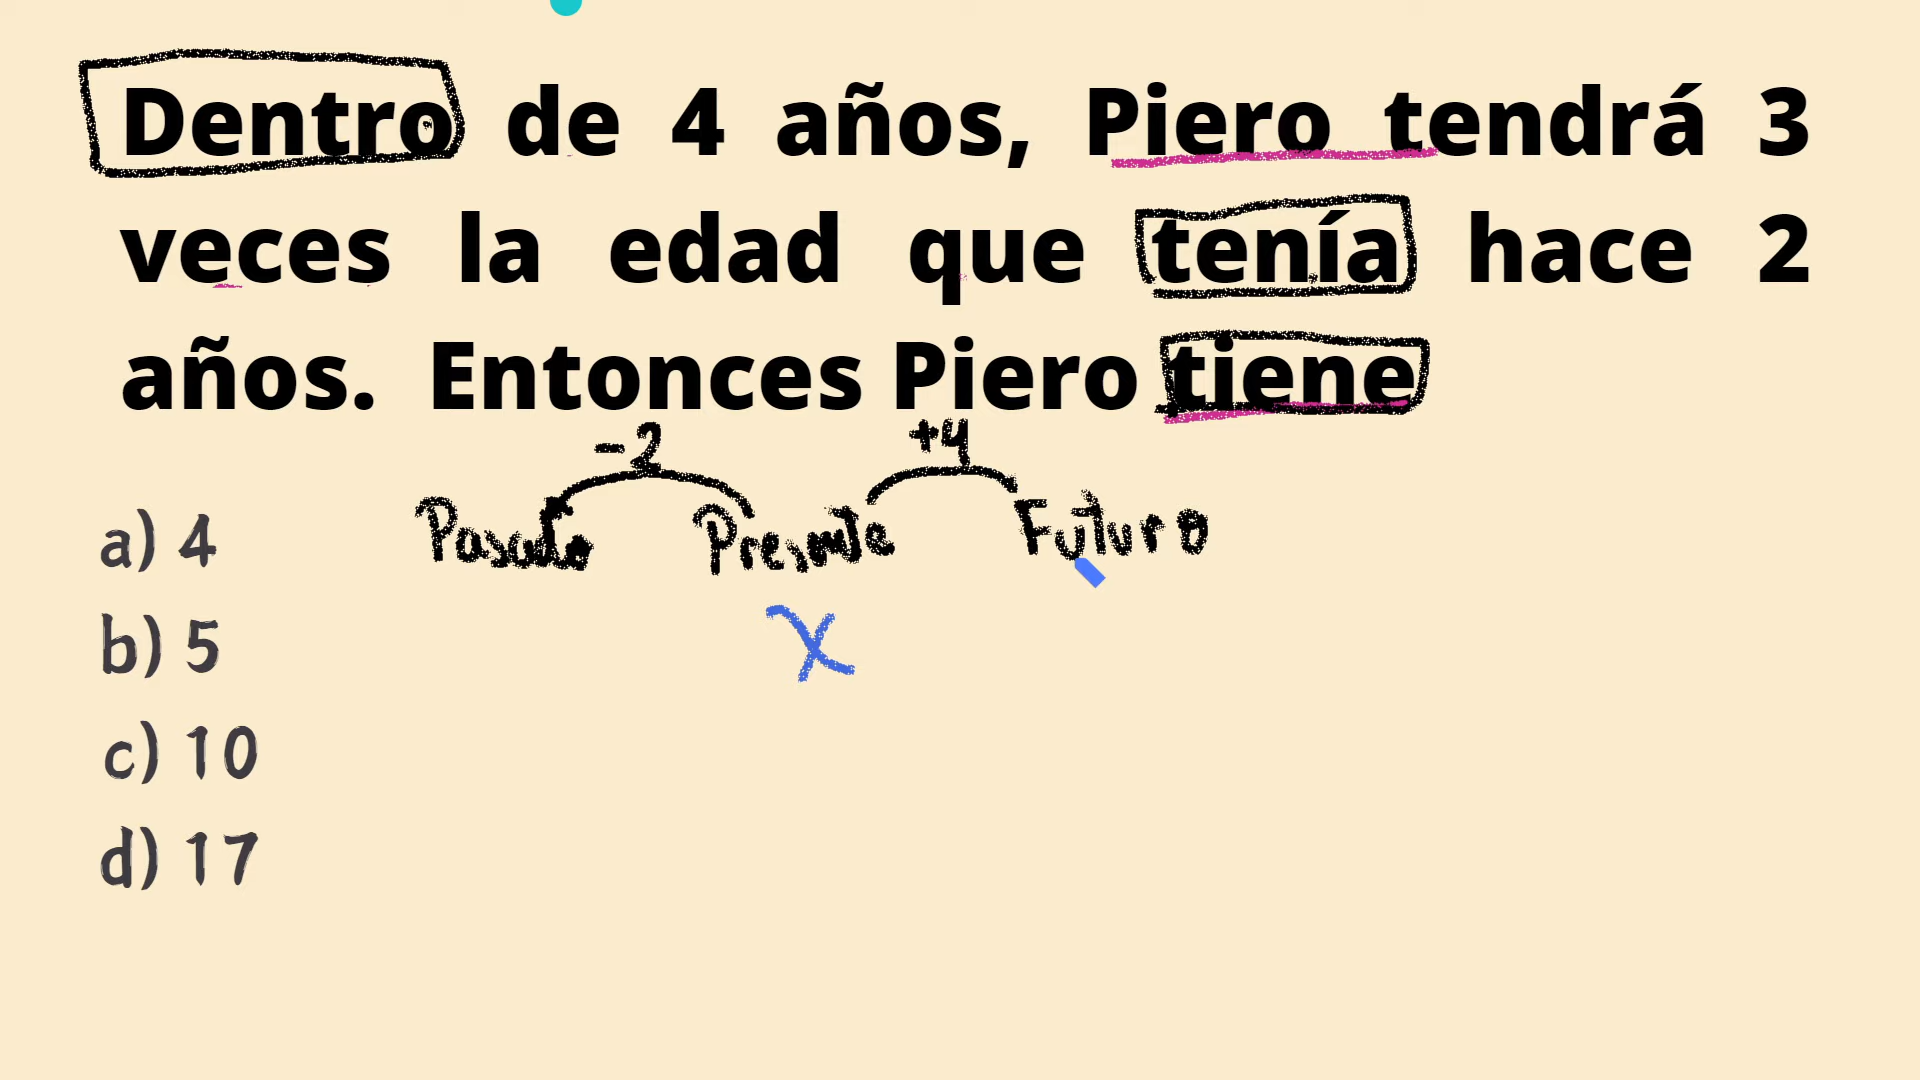 Dentro de 4 años, Piero tendrá 3
veces la edad que tenía hace 2
años. Entonces Piero tiene
-2 +4
Pasado Presente Futuro
a) 4
X
b) 5
c) 10
d) 17